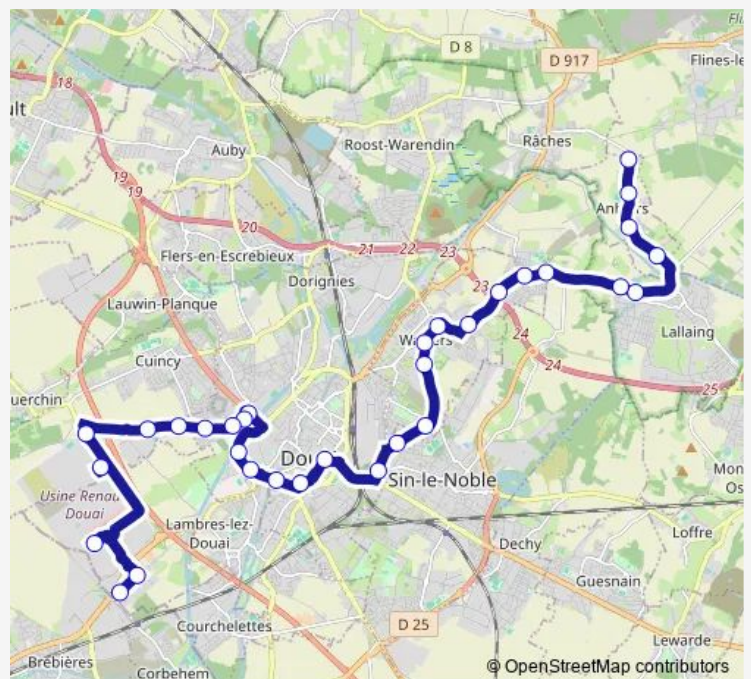 Fli
D 8
D 917
Flines-le
18
ult
Roost-Warendin
Râches
Auby
19
19
20
21
22
23
Flers-en-Escrebieux
23
Dorignies
Lauwin-Planque
Lallaing
24
24
Cuincy
25
uerchin
Dou
Sin-le-Noble
Mon
Os
Usine Renau
Douai
Lambres-lez-
Douai
Loffre
Dechy
Guesnain
D 25
Courchelettes
Lewarde
Brebières
Corbehem
© OpenStreetMap contributors